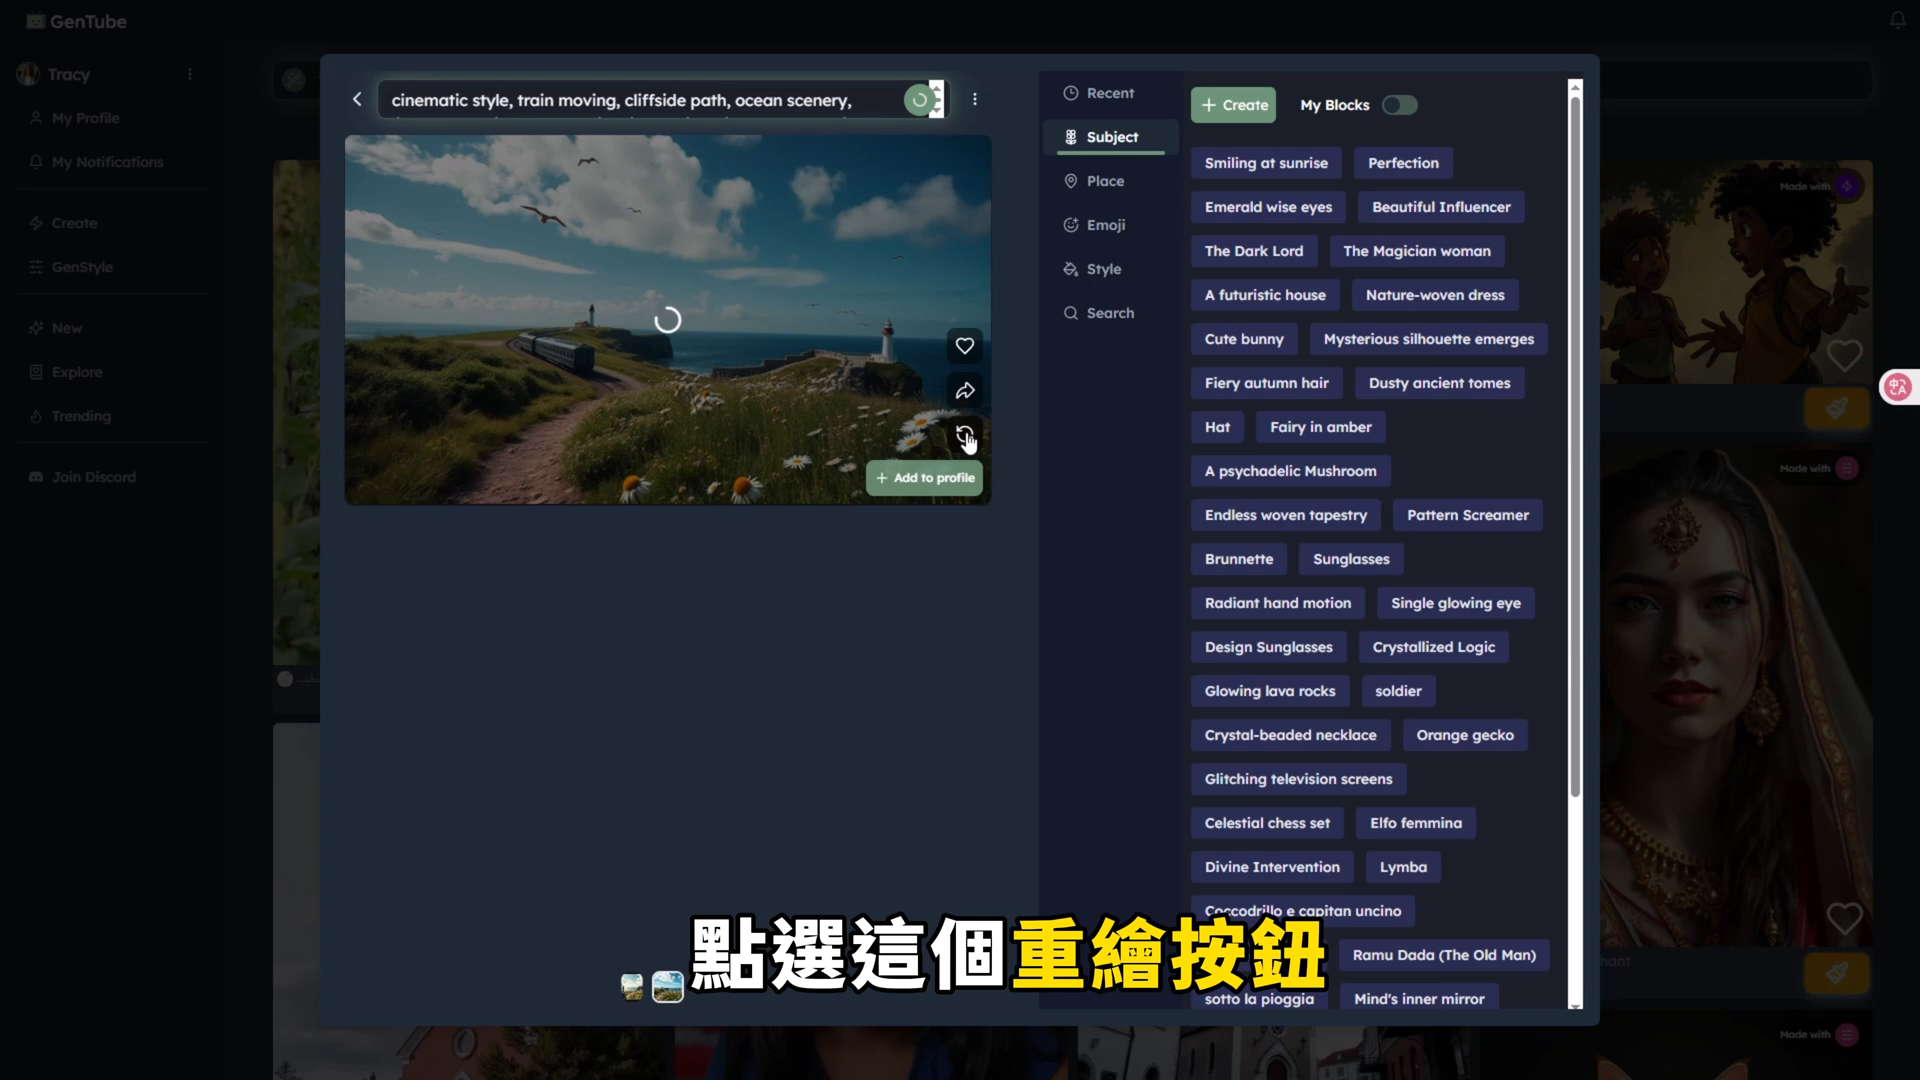 GenTube
Tracy
My Profile
My Notifications
Create
GenStyle
New
Explore
Trending
Join Discord
cinematic style, train moving, cliffside path, ocean scenery,
Add to profile
Recent
Subject
Place
Emoji
Style
Search
Create
My Blocks
Smiling at sunrise
Perfection
Emerald wise eyes
Beautiful Influencer
The Dark Lord
The Magician woman
A futuristic house
Nature-woven dress
Cute bunny
Mysterious silhouette emerges
Fiery autumn hair
Dusty ancient tomes
Hat
Fairy in amber
A psychadelic Mushroom
Endless woven tapestry
Pattern Screamer
Brunnette
Sunglasses
Radiant hand motion
Single glowing eye
Design Sunglasses
Crystallized Logic
Glowing lava rocks
soldier
Crystal-beaded necklace
Orange gecko
Glitching television screens
Celestial chess set
Elfo femmina
Divine Intervention
Lymba
Coccodrillo e capitan uncino
Ramu Dada (The Old Man)
sotto la pioggia
Mind's inner mirror
Made with
Made with
Made with
中A
點選這個重繪按鈕